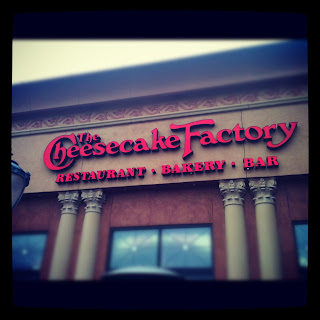 The
Cheesecake Factory
RESTAURANT • BAKERY • BAR